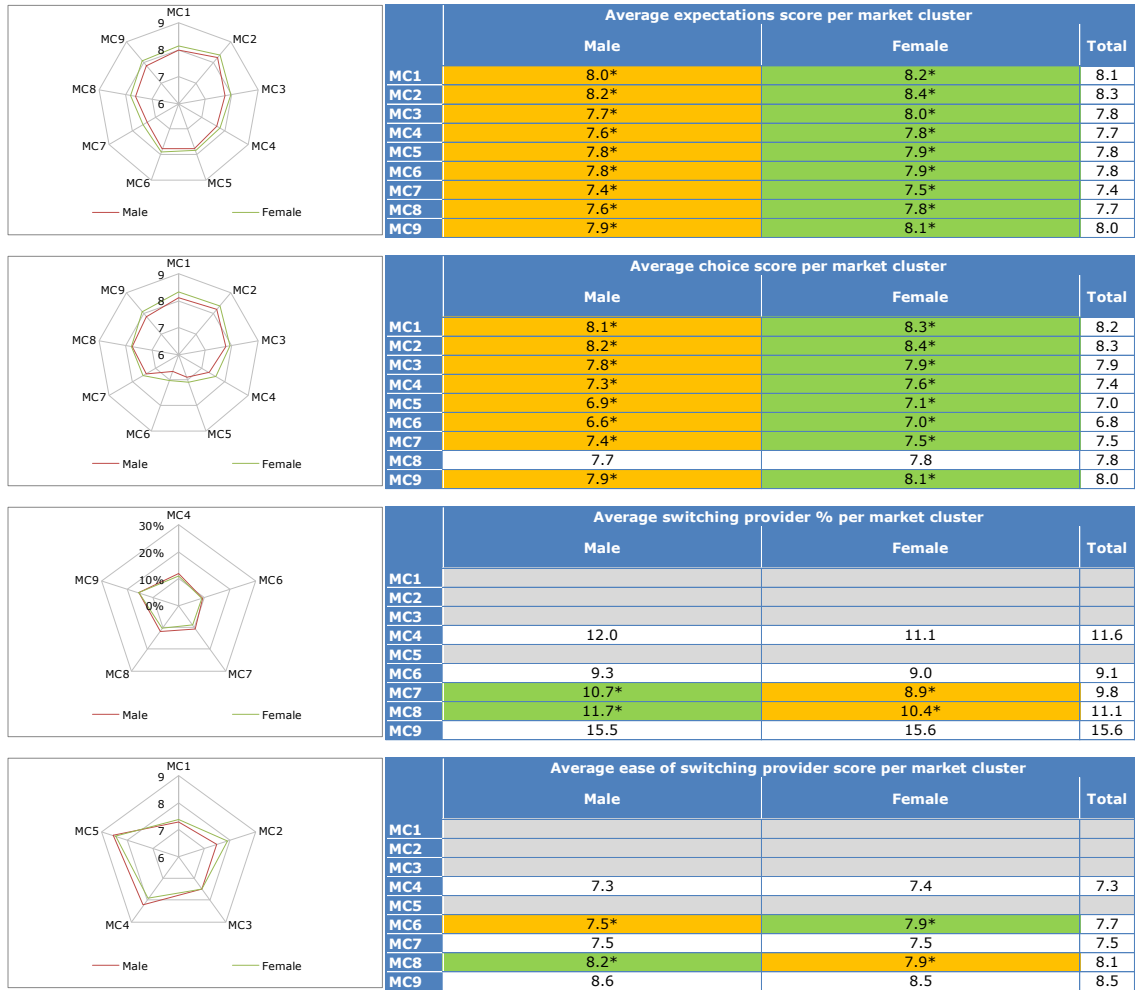 MC1
9
MC9
MC2
8
7
MC8
MC3
6
MC7
MC4
MC6
MC5
Male
Female
Average expectations score per market cluster
Male Female Total
MC1 8.0* 8.2* 8.1
MC2 8.2* 8.4* 8.3
MC3 7.7* 8.0* 7.8
MC4 7.6* 7.8* 7.7
MC5 7.8* 7.9* 7.8
MC6 7.8* 7.9* 7.8
MC7 7.4* 7.5* 7.4
MC8 7.6* 7.8* 7.7
MC9 7.9* 8.1* 8.0
MC1
9
MC9
MC2
8
7
MC8
MC3
6
MC7
MC4
MC6
MC5
Male
Female
Average choice score per market cluster
Male Female Total
MC1 8.1* 8.3* 8.2
MC2 8.2* 8.4* 8.3
MC3 7.8* 7.9* 7.9
MC4 7.3* 7.6* 7.4
MC5 6.9* 7.1* 7.0
MC6 6.6* 7.0* 6.8
MC7 7.4* 7.5* 7.5
MC8 7.7 7.8 7.8
MC9 7.9* 8.1* 8.0
MC4
30%
20%
MC9
MC6
10%
0%
MC8
MC7
Male
Female
Average switching provider % per market cluster
Male Female Total
MC1
MC2
MC3
MC4 12.0 11.1 11.6
MC5
MC6 9.3 9.0 9.1
MC7 10.7* 8.9* 9.8
MC8 11.7* 10.4* 11.1
MC9 15.5 15.6 15.6
MC1
9
8
MC5
MC2
7
6
MC4
MC3
Male
Female
Average ease of switching provider score per market cluster
Male Female Total
MC1
MC2
MC3
MC4 7.3 7.4 7.3
MC5
MC6 7.5* 7.9* 7.7
MC7 7.5 7.5 7.5
MC8 8.2* 7.9* 8.1
MC9 8.6 8.5 8.5